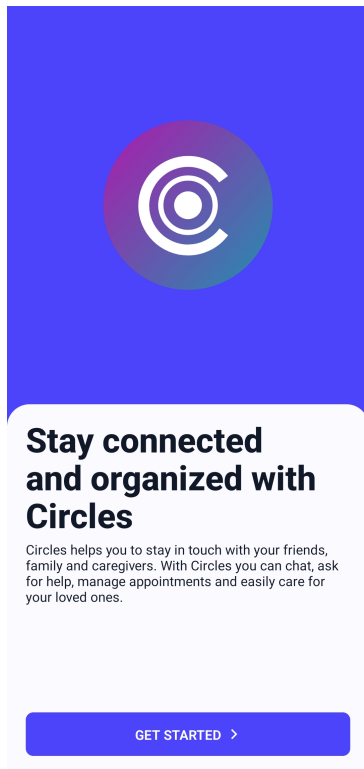 Stay connected
and organized with
Circles
Circles helps you to stay in touch with your friends,
family and caregivers. With Circles you can chat, ask
for help, manage appointments and easily care for
your loved ones.
GET STARTED